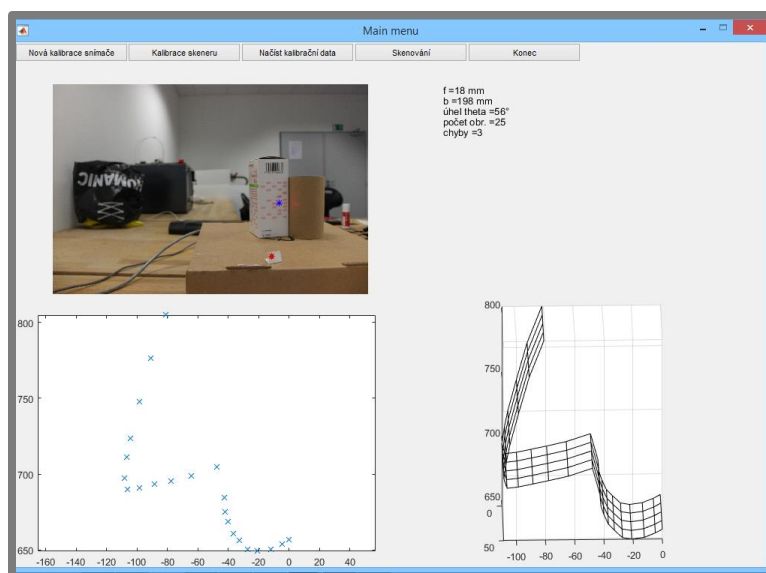 Main menu
Nová kalibrace snímače Kalibrace skeneru Načíst kalibrační data Skenování Konec
f =18 mm
b =198 mm
úhel theta =56°
počet obr. =25
chyby =3
HUMANIC
800
750
700
650
-160 -140 -120 -100 -80 -60 -40 -20 0 20 40
800
750
700
650
0
50
-100 -80 -60 -40 -20 0